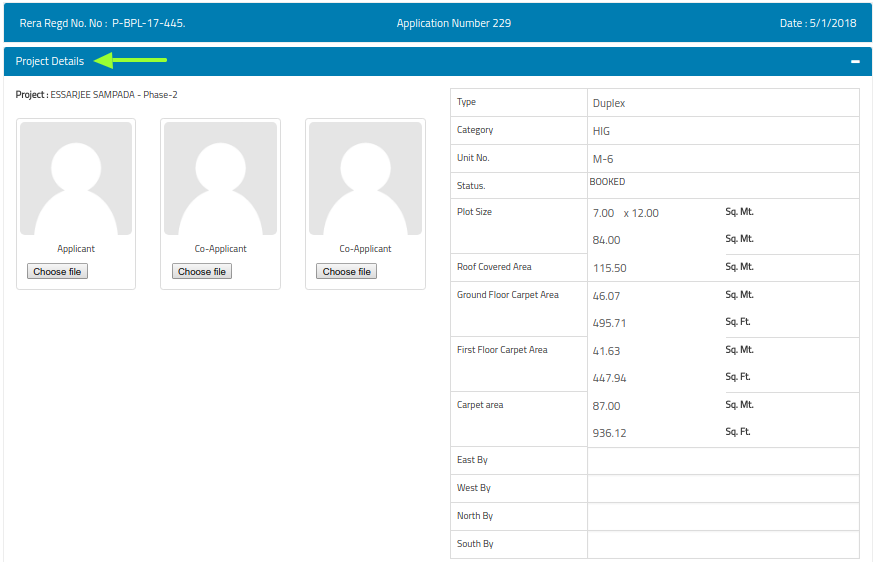 Rera Regd No. No : P-BPL-17-445. Application Number 229 Date : 5/1/2018
Project Details
Project : ESSARJEE SAMPADA - Phase-2
Applicant Co-Applicant Co-Applicant
Choose file Choose file Choose file
Type Duplex
Category HIG
Unit No. M-6
Status. BOOKED
Plot Size 7.00 x 12.00 Sq. Mt.
84.00 Sq. Mt.
Roof Covered Area 115.50 Sq. Mt.
Ground Floor Carpet Area 46.07 Sq. Mt.
495.71 Sq. Ft.
First Floor Carpet Area 41.63 Sq. Mt.
447.94 Sq. Ft.
Carpet area 87.00 Sq. Mt.
936.12 Sq. Ft.
East By
West By
North By
South By